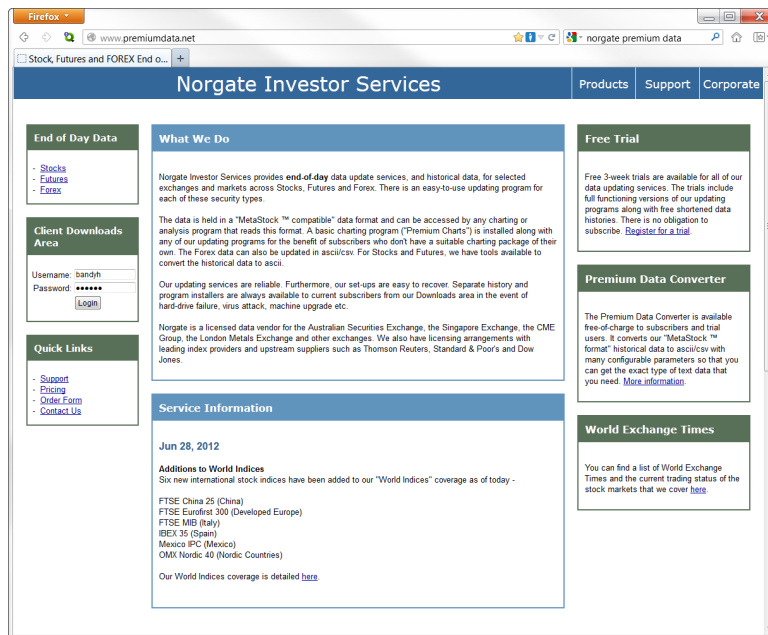 Firefox
www.premiumdata.net
norgate premium data
Stock, Futures and FOREX End o...
Norgate Investor Services
Products
Support
Corporate
End of Day Data
- Stocks
- Futures
- Forex
Client Downloads
Area
Username: bandyh
Password: ●●●●●●
Login
Quick Links
- Support
- Pricing
- Order Form
- Contact Us
What We Do
Norgate Investor Services provides end-of-day data update services, and historical data, for selected
exchanges and markets across Stocks, Futures and Forex. There is an easy-to-use updating program for
each of these security types.
The data is held in a "MetaStock ™ compatible" data format and can be accessed by any charting or
analysis program that reads this format. A basic charting program ("Premium Charts") is installed along with
any of our updating programs for the benefit of subscribers who don't have a suitable charting package of their
own. The Forex data can also be updated in ascii/csv. For Stocks and Futures, we have tools available to
convert the historical data to ascii.
Our updating services are reliable. Furthermore, our set-ups are easy to recover. Separate history and
program installers are always available to current subscribers from our Downloads area in the event of
hard-drive failure, virus attack, machine upgrade etc.
Norgate is a licensed data vendor for the Australian Securities Exchange, the Singapore Exchange, the CME
Group, the London Metals Exchange and other exchanges. We also have licensing arrangements with
leading index providers and upstream suppliers such as Thomson Reuters, Standard & Poor's and Dow
Jones.
Service Information
Jun 28, 2012
Additions to World Indices
Six new international stock indices have been added to our "World Indices" coverage as of today -
FTSE China 25 (China)
FTSE Eurofirst 300 (Developed Europe)
FTSE MIB (Italy)
IBEX 35 (Spain)
Mexico IPC (Mexico)
OMX Nordic 40 (Nordic Countries)
Our World Indices coverage is detailed here.
Free Trial
Free 3-week trials are available for all of our
data updating services. The trials include
full functioning versions of our updating
programs along with free shortened data
histories. There is no obligation to
subscribe. Register for a trial.
Premium Data Converter
The Premium Data Converter is available
free-of-charge to subscribers and trial
users. It converts our "MetaStock ™
format" historical data to ascii/csv with
many configurable parameters so that you
can get the exact type of text data that
you need. More information.
World Exchange Times
You can find a list of World Exchange
Times and the current trading status of the
stock markets that we cover here.